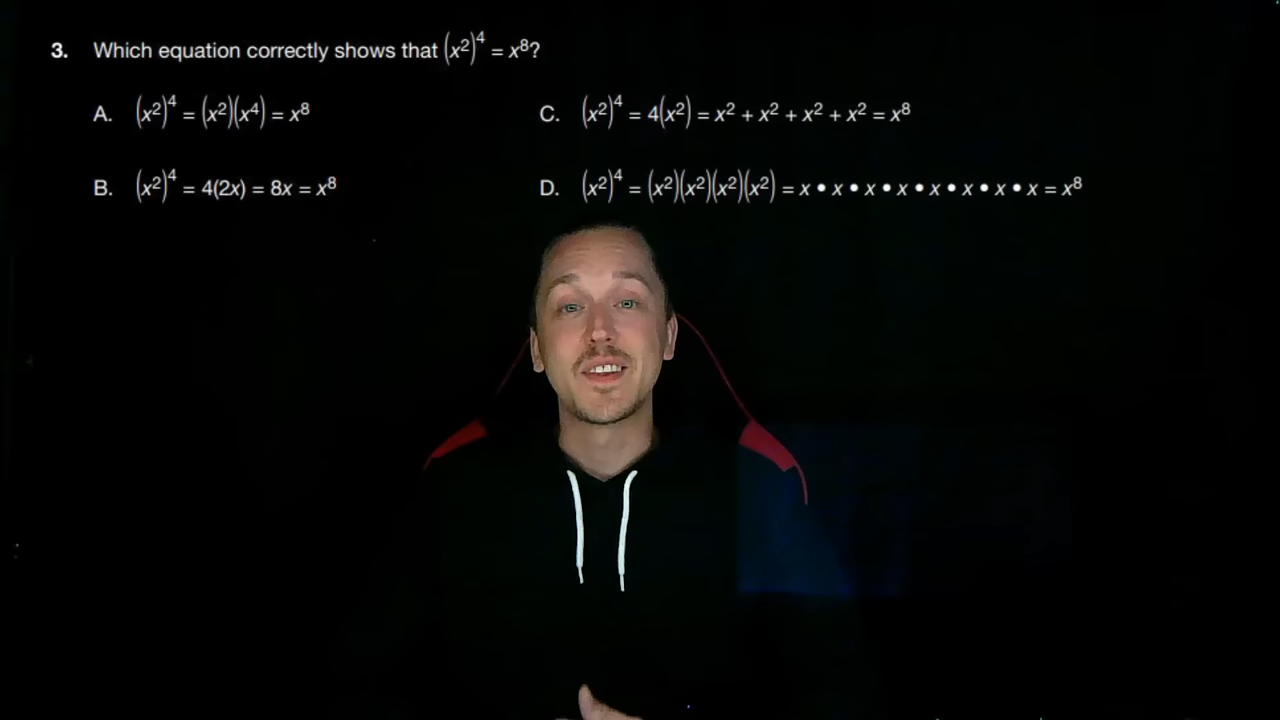 3. Which equation correctly shows that (x²)⁴ = x⁸?
A. (x²)⁴ = (x²)(x⁴) = x⁸
C. (x²)⁴ = 4(x²) = x² + x² + x² + x² = x⁸
B. (x²)⁴ = 4(2x) = 8x = x⁸
D. (x²)⁴ = (x²)(x²)(x²)(x²) = x • x • x • x • x • x • x • x = x⁸